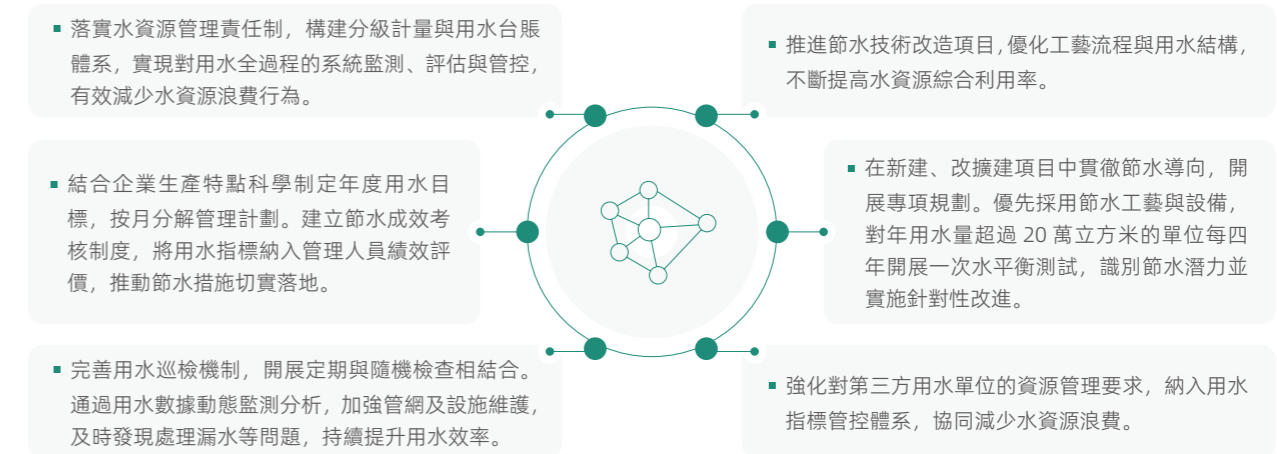 落實水資源管理責任制，構建分級計量與用水台賬
體系，實現對用水全過程的系統監測、評估與管控，
有效減少水資源浪費行為。
結合企業生產特點科學制定年度用水目
標，按月分解管理計劃。建立節水成效考
核制度，將用水指標納入管理人員績效評
價，推動節水措施切實落地。
完善用水巡檢機制，開展定期與隨機檢查相結合。
通過用水數據動態監測分析，加強管網及設施維護，
及時發現處理漏水等問題，持續提升用水效率。
推進節水技術改造項目，優化工藝流程與用水結構，
不斷提高水資源綜合利用率。
在新建、改擴建項目中貫徹節水導向，開
展專項規劃。優先採用節水工藝與設備，
對年用水量超過 20 萬立方米的單位每四
年開展一次水平衡測試，識別節水潛力並
實施針對性改進。
強化對第三方用水單位的資源管理要求，納入用水
指標管控體系，協同減少水資源浪費。